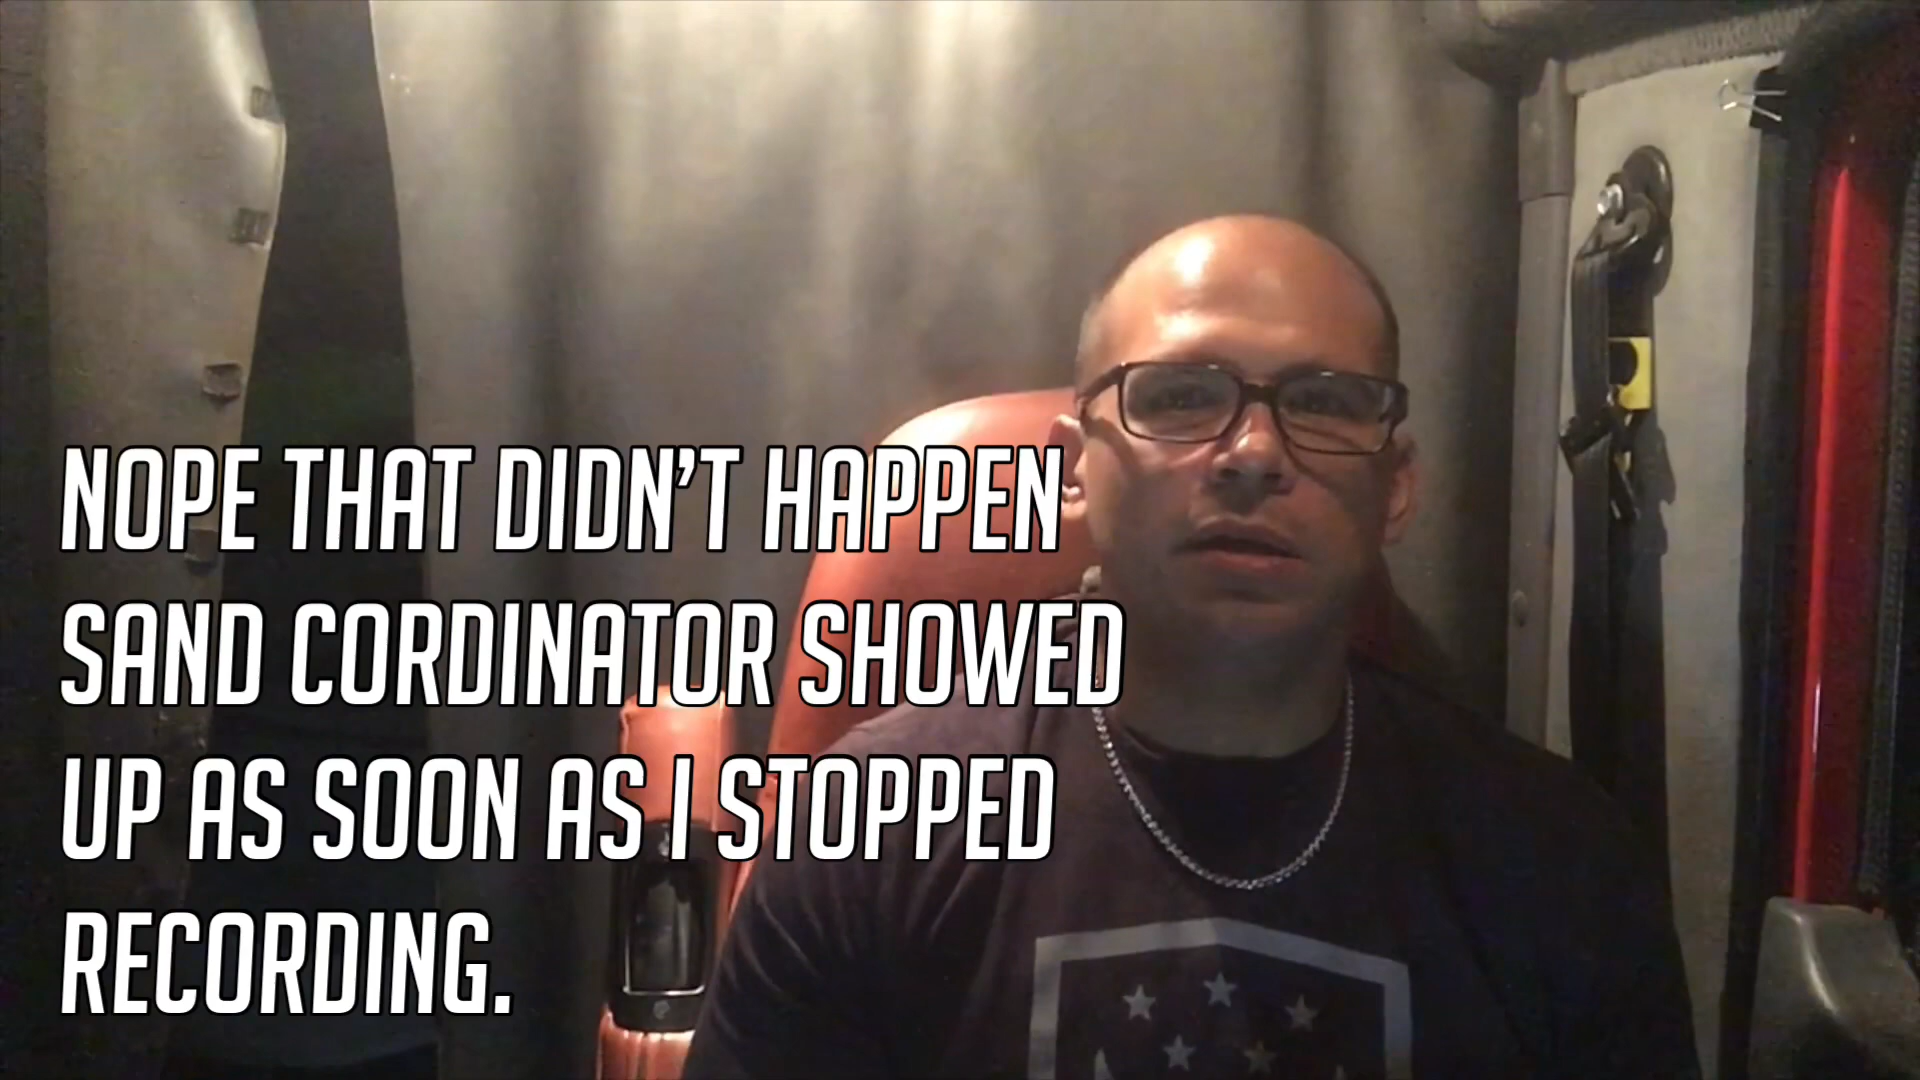 NOPE THAT DIDN'T HAPPEN
SAND CORDINATOR SHOWED
UP AS SOON AS I STOPPED
RECORDING.